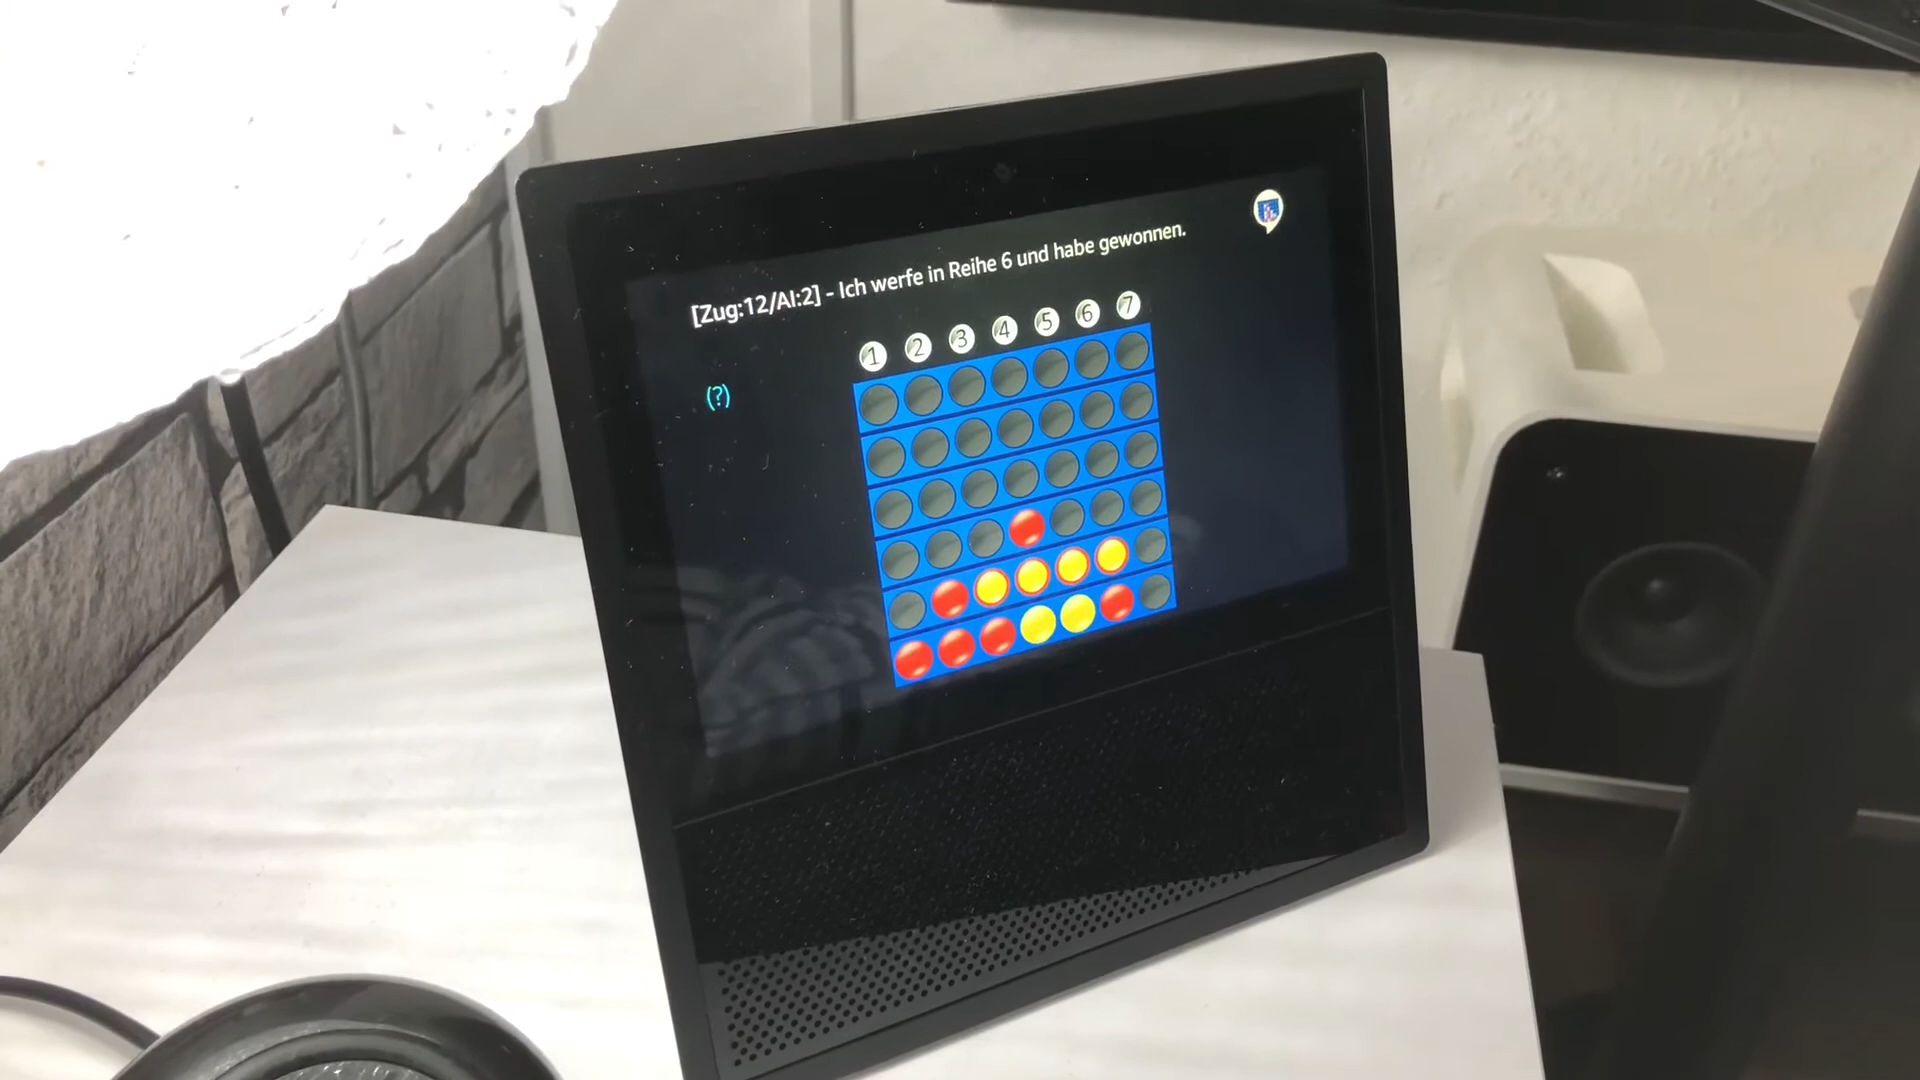 [Zug:12/AI:2] - Ich werfe in Reihe 6 und habe gewonnen.
1 2 3 4 5 6 7
(?)